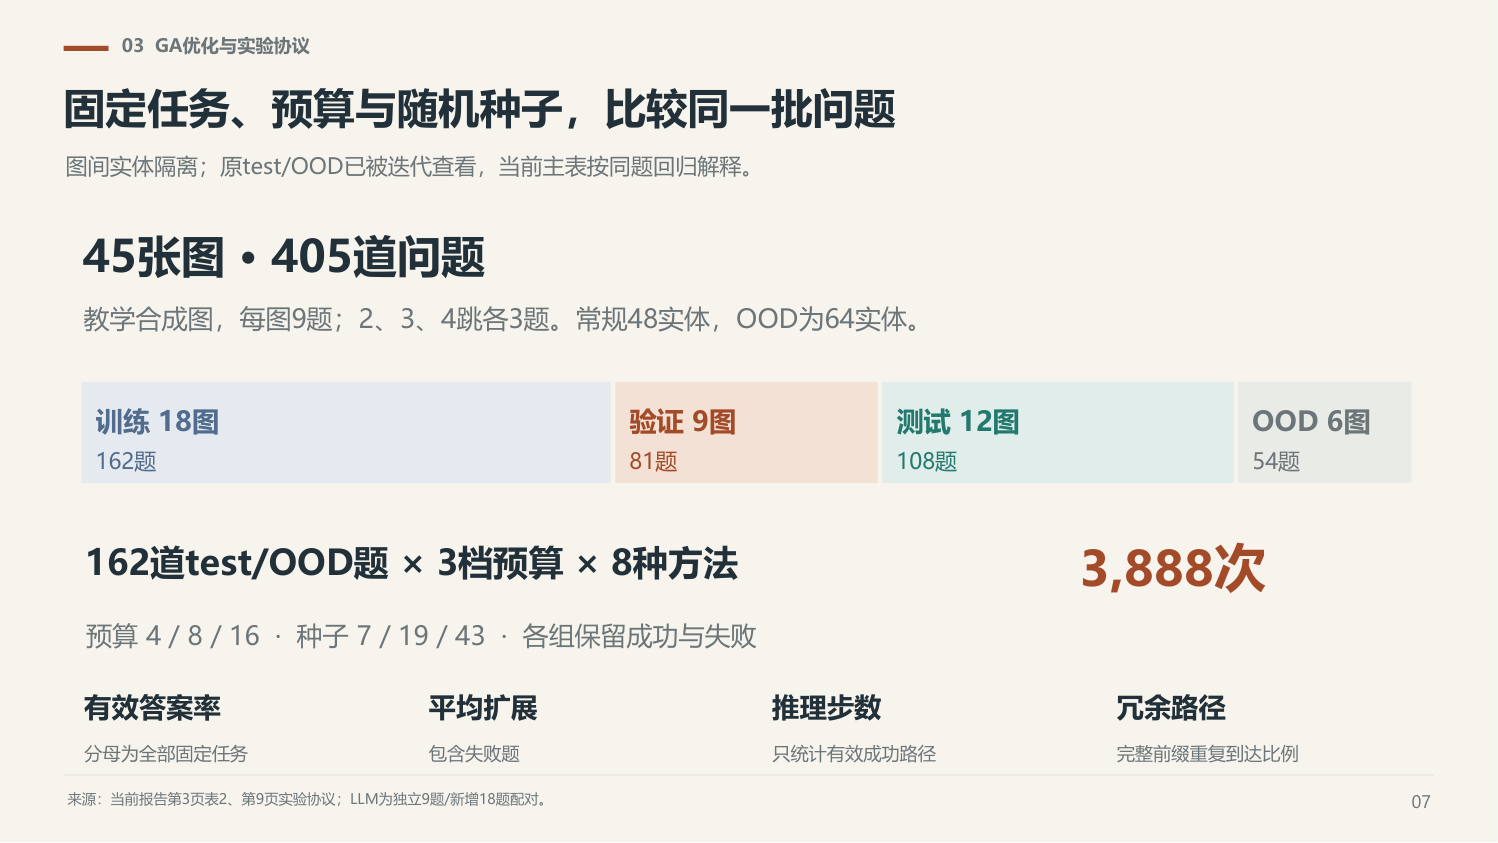 03 GA优化与实验协议
固定任务、预算与随机种子，比较同一批问题
图间实体隔离；原test/OOD已被迭代查看，当前主表按同题回归解释。
45张图 • 405道问题
教学合成图，每图9题；2、3、4跳各3题。常规48实体，OOD为64实体。
训练 18图
162题
验证 9图
81题
测试 12图
108题
OOD 6图
54题
162道test/OOD题 × 3档预算 × 8种方法
3,888次
预算 4 / 8 / 16 · 种子 7 / 19 / 43 · 各组保留成功与失败
有效答案率
分母为全部固定任务
平均扩展
包含失败题
推理步数
只统计有效成功路径
冗余路径
完整前缀重复到达比例
来源：当前报告第3页表2、第9页实验协议；LLM为独立9题/新增18题配对。
07